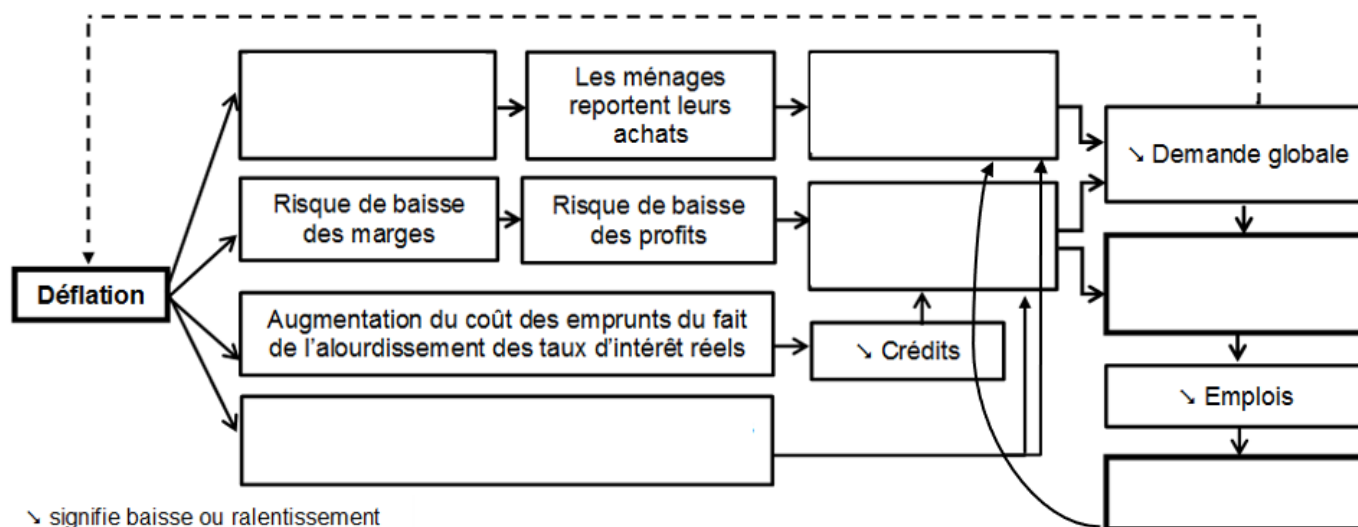 Les ménages
reportent leurs
achats
↘ Demande globale
Risque de baisse
des marges
Risque de baisse
des profits
Déflation
Augmentation du coût des emprunts du fait
de l’alourdissement des taux d’intérêt réels
↘ Crédits
↘ Emplois
↘ signifie baisse ou ralentissement